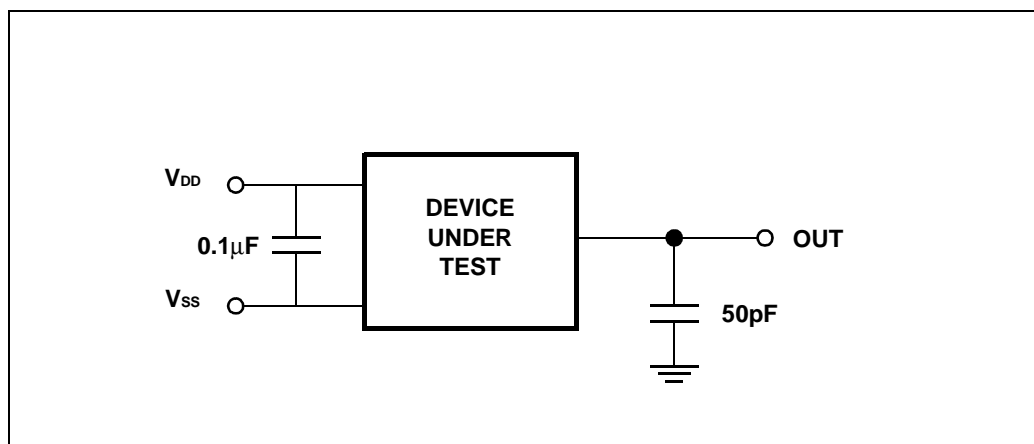 VDD
0.1μF
VSS
DEVICE
UNDER
TEST
OUT
50pF